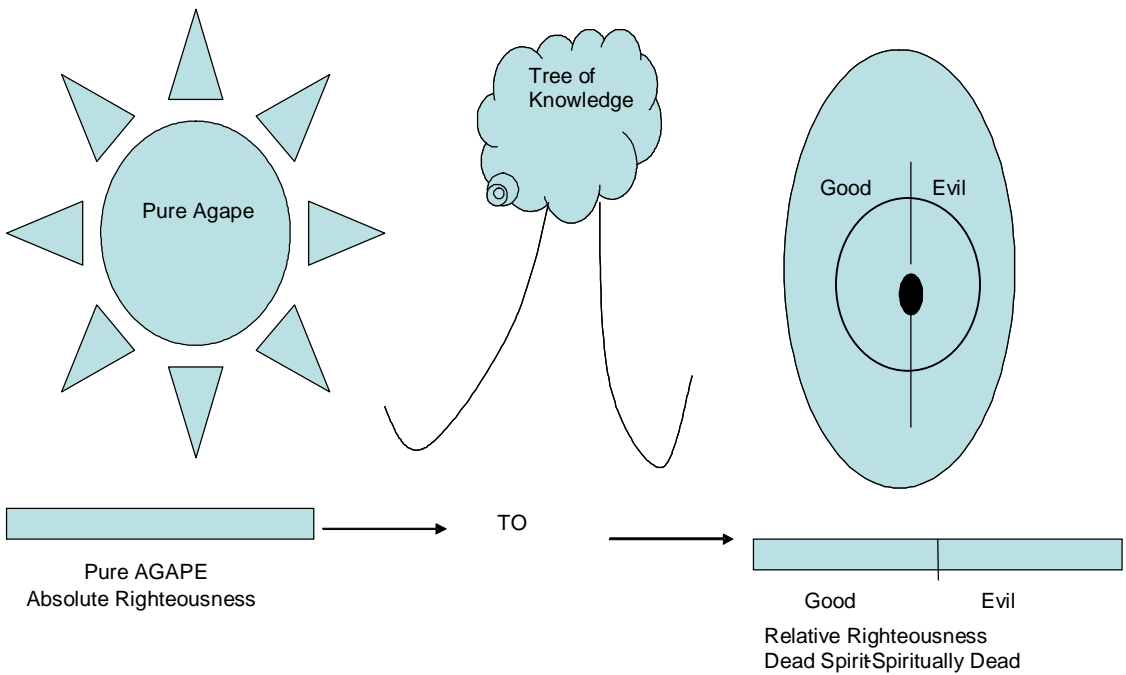 Pure Agape
Tree of
Knowledge
Good
Evil
TO
Pure AGAPE
Absolute Righteousness
Good
Evil
Relative Righteousness
Dead Spirit-Spiritually Dead